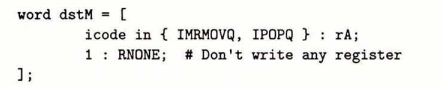 word dstM = [
        icode in { IMRMOVQ, IPOPQ } : rA;
        1 : RNONE;  # Don't write any register
];